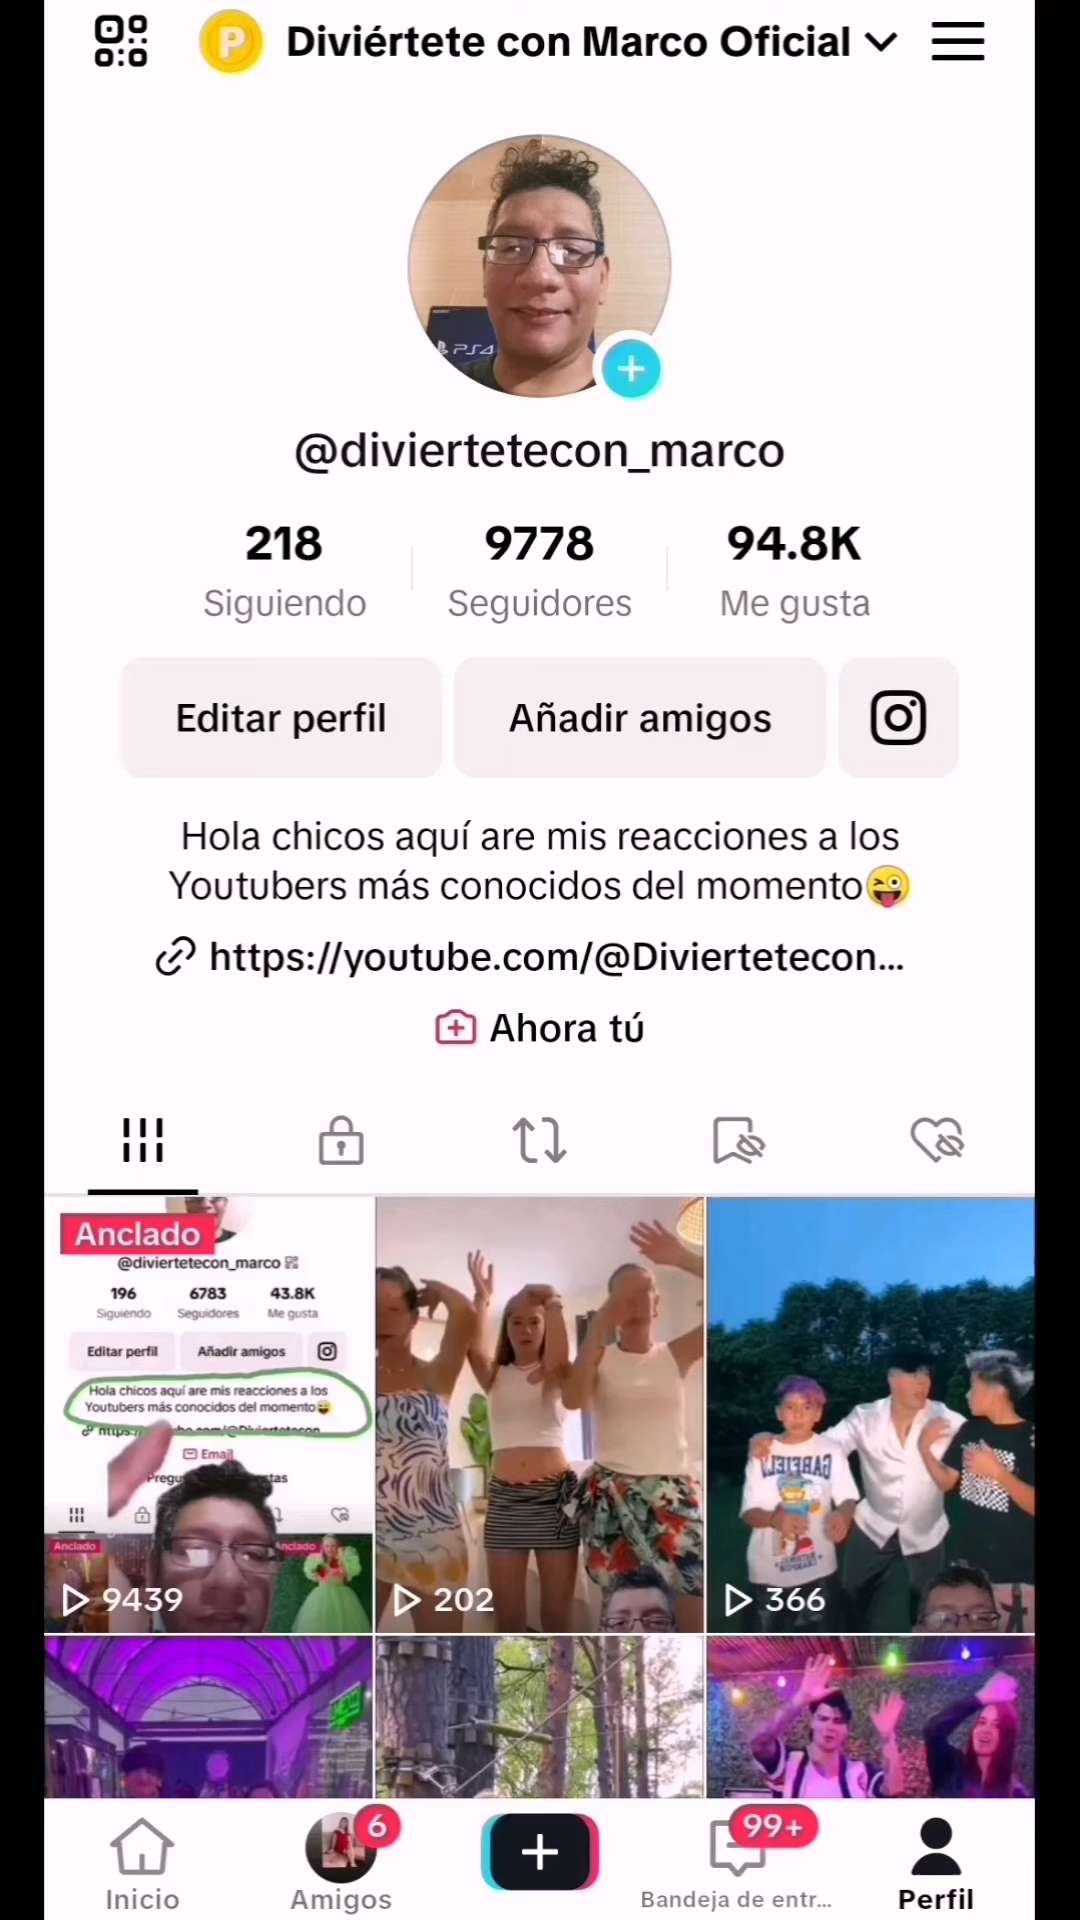 P Diviértete con Marco Oficial
PS4
@diviertetecon_marco
218 9778 94.8K
Siguiendo Seguidores Me gusta
Editar perfil Añadir amigos
Hola chicos aquí are mis reacciones a los
Youtubers más conocidos del momento😜
https://youtube.com/@Diviertetecon...
Ahora tú
Anclado
@diviertetecon_marco
196 6783 43.8K
Siguiendo Seguidores Me gusta
Editar perfil Añadir amigos
Hola chicos aquí are mis reacciones a los
Youtubers más conocidos del momento😜
Email
Anclado Anclado
GARFIELD
9439 202 366
6 99+
Inicio Amigos Bandeja de entr... Perfil